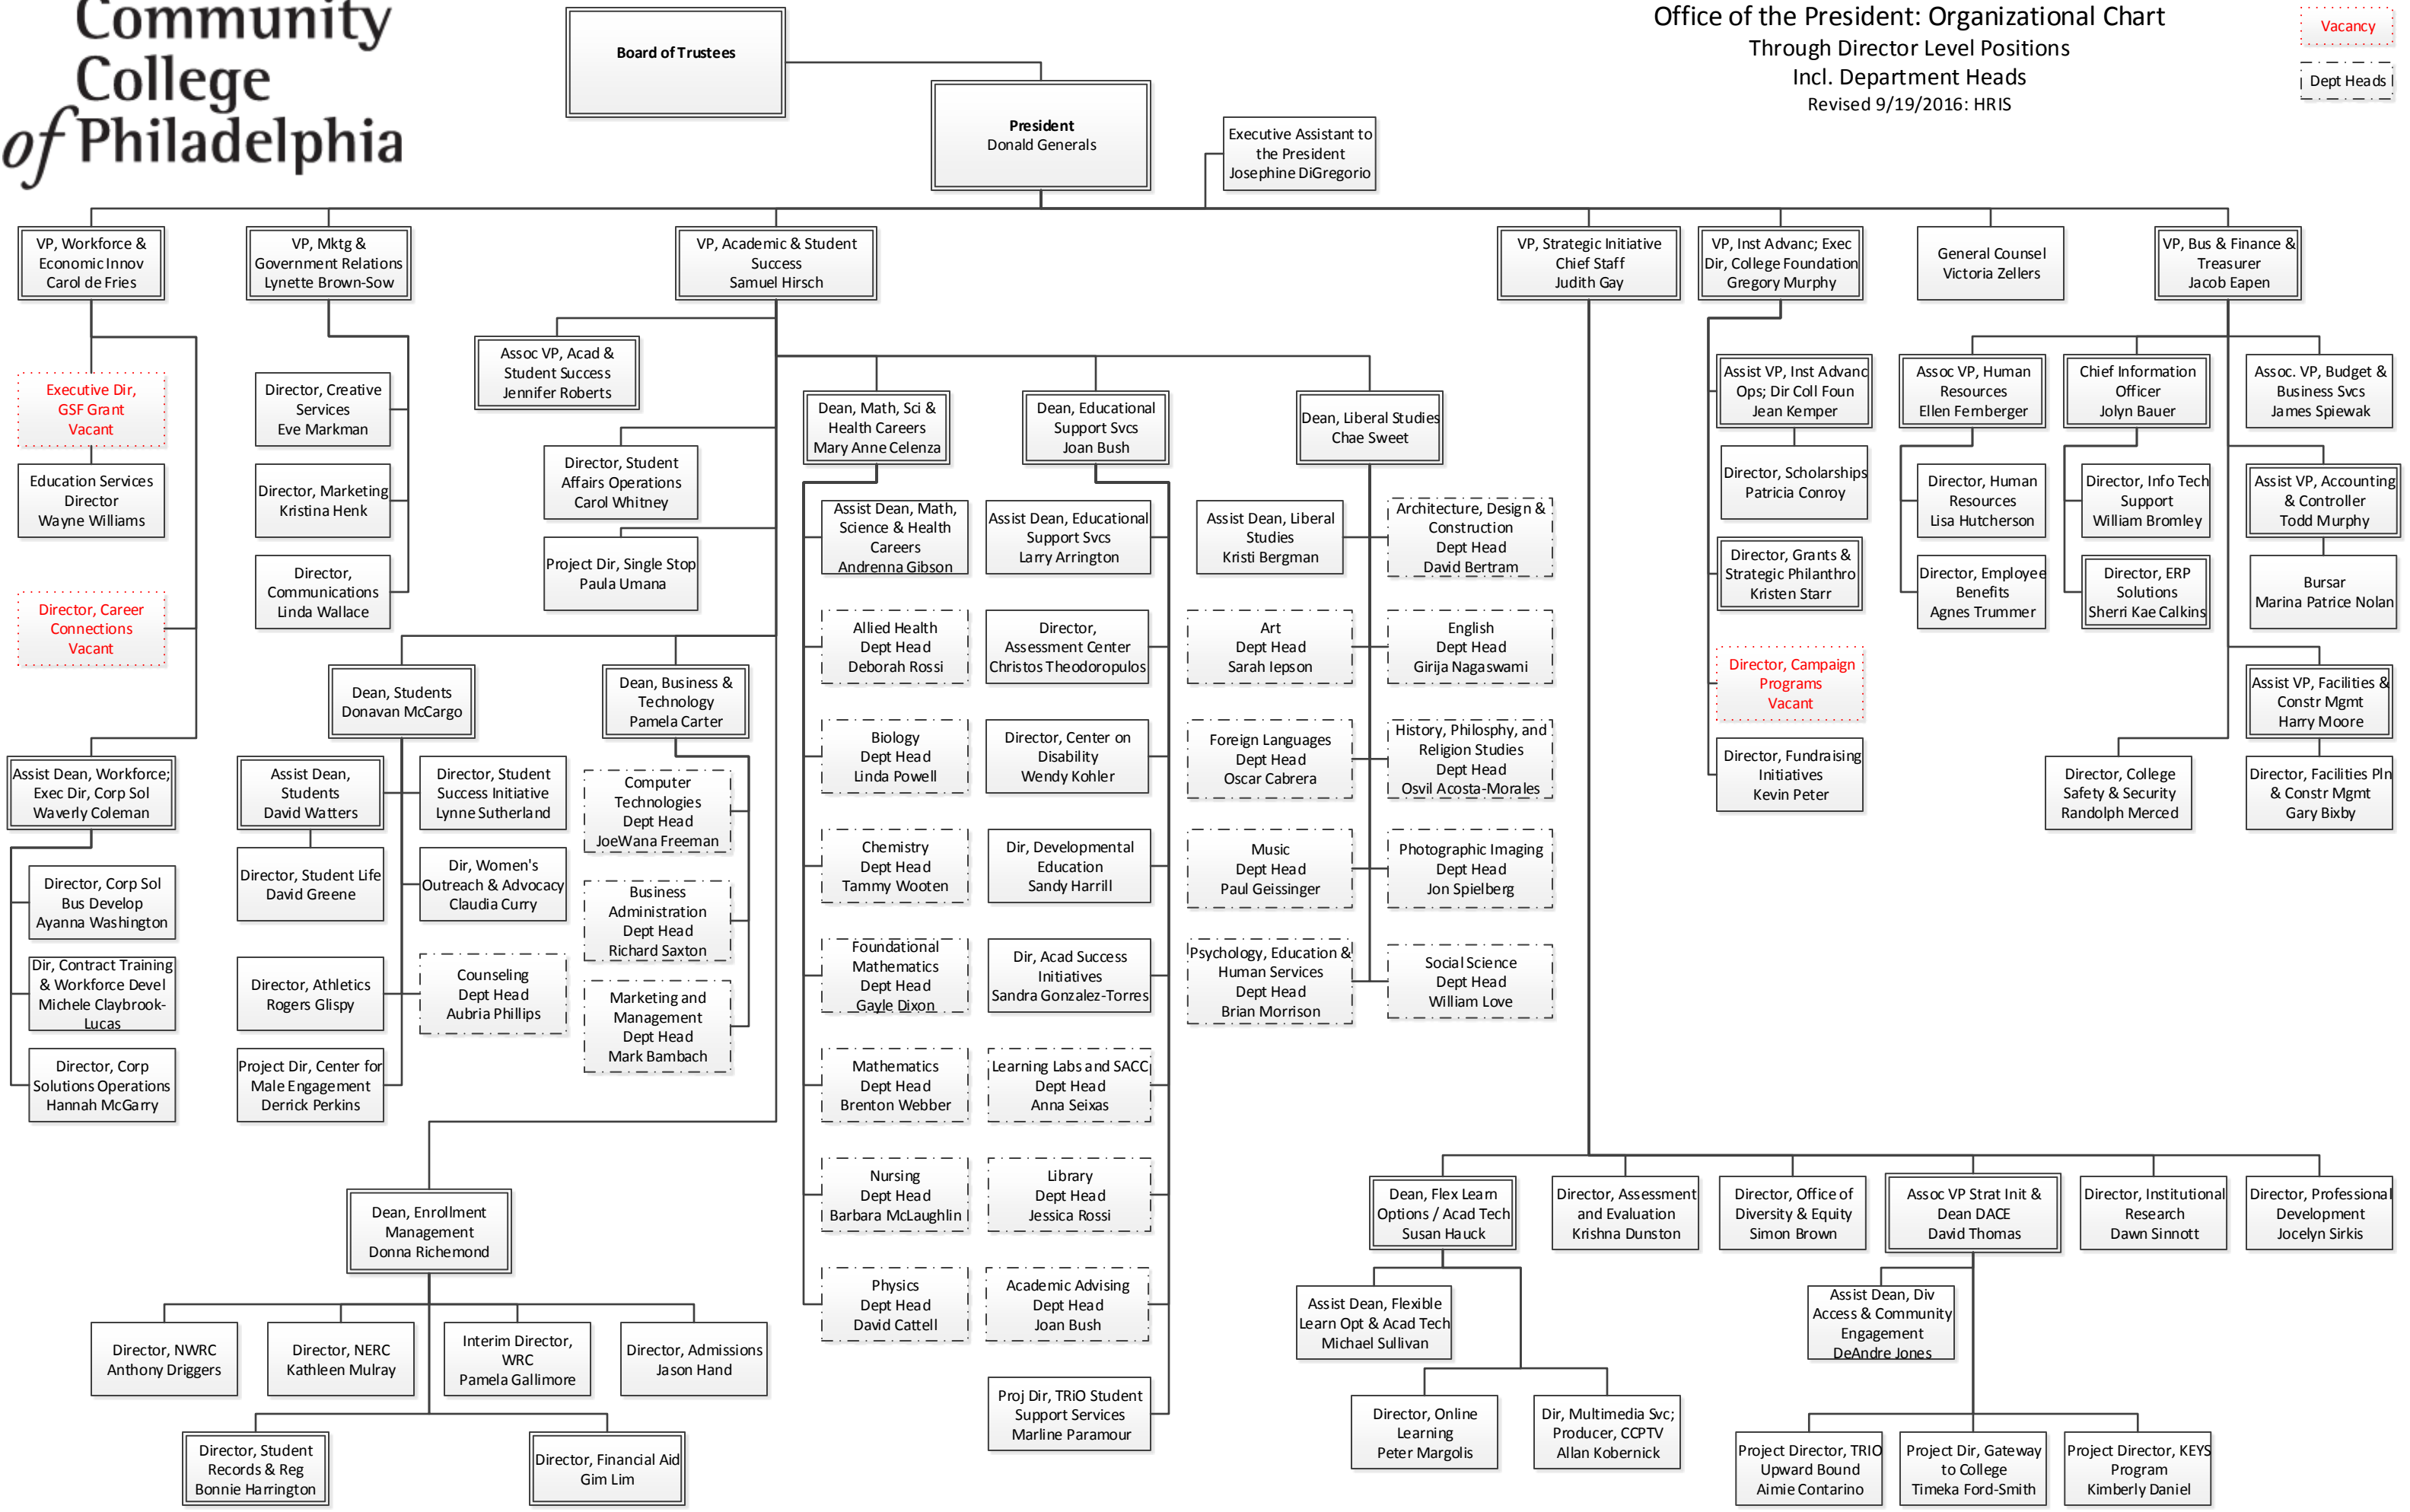 Community
College
of Philadelphia
Board of Trustees
President
Donald Generals
Executive Assistant to
the President
Josephine DiGregorio
Office of the President: Organizational Chart
Through Director Level Positions
Incl. Department Heads
Revised 9/19/2016: HRIS
Vacancy
Dept Heads
VP, Workforce &
Economic Innov
Carol de Fries
VP, Mktg &
Government Relations
Lynette Brown-Sow
VP, Academic & Student
Success
Samuel Hirsch
VP, Strategic Initiative
Chief Staff
Judith Gay
VP, Inst Advanc; Exec
Dir, College Foundation
Gregory Murphy
General Counsel
Victoria Zellers
VP, Bus & Finance &
Treasurer
Jacob Eapen
Executive Dir,
GSF Grant
Vacant
Education Services
Director
Wayne Williams
Director, Career
Connections
Vacant
Assist Dean, Workforce;
Exec Dir, Corp Sol
Waverly Coleman
Director, Corp Sol
Bus Develop
Ayanna Washington
Dir, Contract Training
& Workforce Devel
Michele Claybrook-
Lucas
Director, Corp
Solutions Operations
Hannah McGarry
Director, Creative
Services
Eve Markman
Director, Marketing
Kristina Henk
Director,
Communications
Linda Wallace
Assoc VP, Acad &
Student Success
Jennifer Roberts
Director, Student
Affairs Operations
Carol Whitney
Project Dir, Single Stop
Paula Umana
Dean, Students
Donavan McCargo
Assist Dean,
Students
David Watters
Director, Student Life
David Greene
Director, Athletics
Rogers Glispy
Project Dir, Center for
Male Engagement
Derrick Perkins
Director, Student
Success Initiative
Lynne Sutherland
Dir, Women's
Outreach & Advocacy
Claudia Curry
Counseling
Dept Head
Aubria Phillips
Dean, Business &
Technology
Pamela Carter
Computer
Technologies
Dept Head
JoeWana Freeman
Business
Administration
Dept Head
Richard Saxton
Marketing and
Management
Dept Head
Mark Bambach
Dean, Enrollment
Management
Donna Richemond
Director, NWRC
Anthony Driggers
Director, NERC
Kathleen Mulray
Interim Director,
WRC
Pamela Gallimore
Director, Admissions
Jason Hand
Director, Student
Records & Reg
Bonnie Harrington
Director, Financial Aid
Gim Lim
Dean, Math, Sci &
Health Careers
Mary Anne Celenza
Assist Dean, Math,
Science & Health
Careers
Andrenna Gibson
Allied Health
Dept Head
Deborah Rossi
Biology
Dept Head
Linda Powell
Chemistry
Dept Head
Tammy Wooten
Foundational
Mathematics
Dept Head
Gayle Dixon
Mathematics
Dept Head
Brenton Webber
Nursing
Dept Head
Barbara McLaughlin
Physics
Dept Head
David Cattell
Dean, Educational
Support Svcs
Joan Bush
Assist Dean, Educational
Support Svcs
Larry Arrington
Director,
Assessment Center
Christos Theodoropulos
Director, Center on
Disability
Wendy Kohler
Dir, Developmental
Education
Sandy Harrill
Dir, Acad Success
Initiatives
Sandra Gonzalez-Torres
Learning Labs and SACC
Dept Head
Anna Seixas
Library
Dept Head
Jessica Rossi
Academic Advising
Dept Head
Joan Bush
Proj Dir, TRiO Student
Support Services
Marline Paramour
Dean, Liberal Studies
Chae Sweet
Assist Dean, Liberal
Studies
Kristi Bergman
Art
Dept Head
Sarah Iepson
Foreign Languages
Dept Head
Oscar Cabrera
Music
Dept Head
Paul Geissinger
Psychology, Education &
Human Services
Dept Head
Brian Morrison
Architecture, Design &
Construction
Dept Head
David Bertram
English
Dept Head
Girija Nagaswami
History, Philosphy, and
Religion Studies
Dept Head
Osvil Acosta-Morales
Photographic Imaging
Dept Head
Jon Spielberg
Social Science
Dept Head
William Love
Dean, Flex Learn
Options / Acad Tech
Susan Hauck
Assist Dean, Flexible
Learn Opt & Acad Tech
Michael Sullivan
Director, Online
Learning
Peter Margolis
Dir, Multimedia Svc;
Producer, CCPTV
Allan Kobernick
Director, Assessment
and Evaluation
Krishna Dunston
Director, Office of
Diversity & Equity
Simon Brown
Assoc VP Strat Init &
Dean DACE
David Thomas
Assist Dean, Div
Access & Community
Engagement
DeAndre Jones
Project Director, TRIO
Upward Bound
Aimie Contarino
Project Dir, Gateway
to College
Timeka Ford-Smith
Project Director, KEYS
Program
Kimberly Daniel
Director, Institutional
Research
Dawn Sinnott
Director, Professional
Development
Jocelyn Sirkis
Assist VP, Inst Advanc
Ops; Dir Coll Foun
Jean Kemper
Director, Scholarships
Patricia Conroy
Director, Grants &
Strategic Philanthro
Kristen Starr
Director, Campaign
Programs
Vacant
Director, Fundraising
Initiatives
Kevin Peter
Assoc VP, Human
Resources
Ellen Fernberger
Director, Human
Resources
Lisa Hutcherson
Director, Employee
Benefits
Agnes Trummer
Chief Information
Officer
Jolyn Bauer
Director, Info Tech
Support
William Bromley
Director, ERP
Solutions
Sherri Kae Calkins
Assoc. VP, Budget &
Business Svcs
James Spiewak
Assist VP, Accounting
& Controller
Todd Murphy
Bursar
Marina Patrice Nolan
Assist VP, Facilities &
Constr Mgmt
Harry Moore
Director, College
Safety & Security
Randolph Merced
Director, Facilities Pln
& Constr Mgmt
Gary Bixby